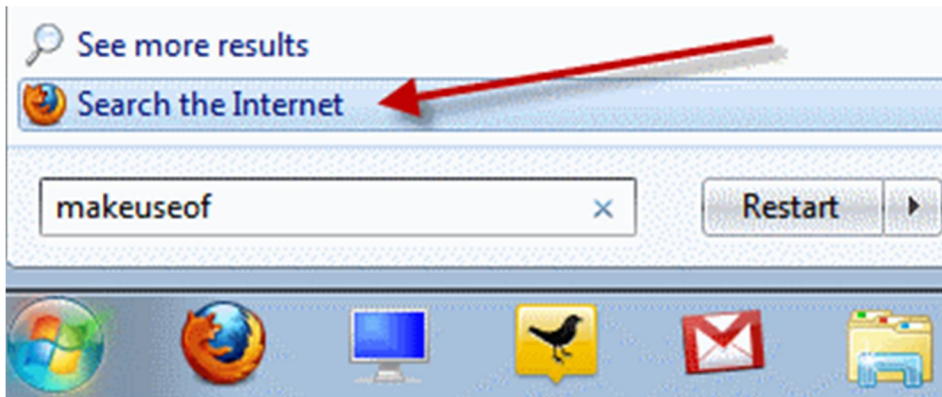 See more results
Search the Internet
makeuseof
Restart